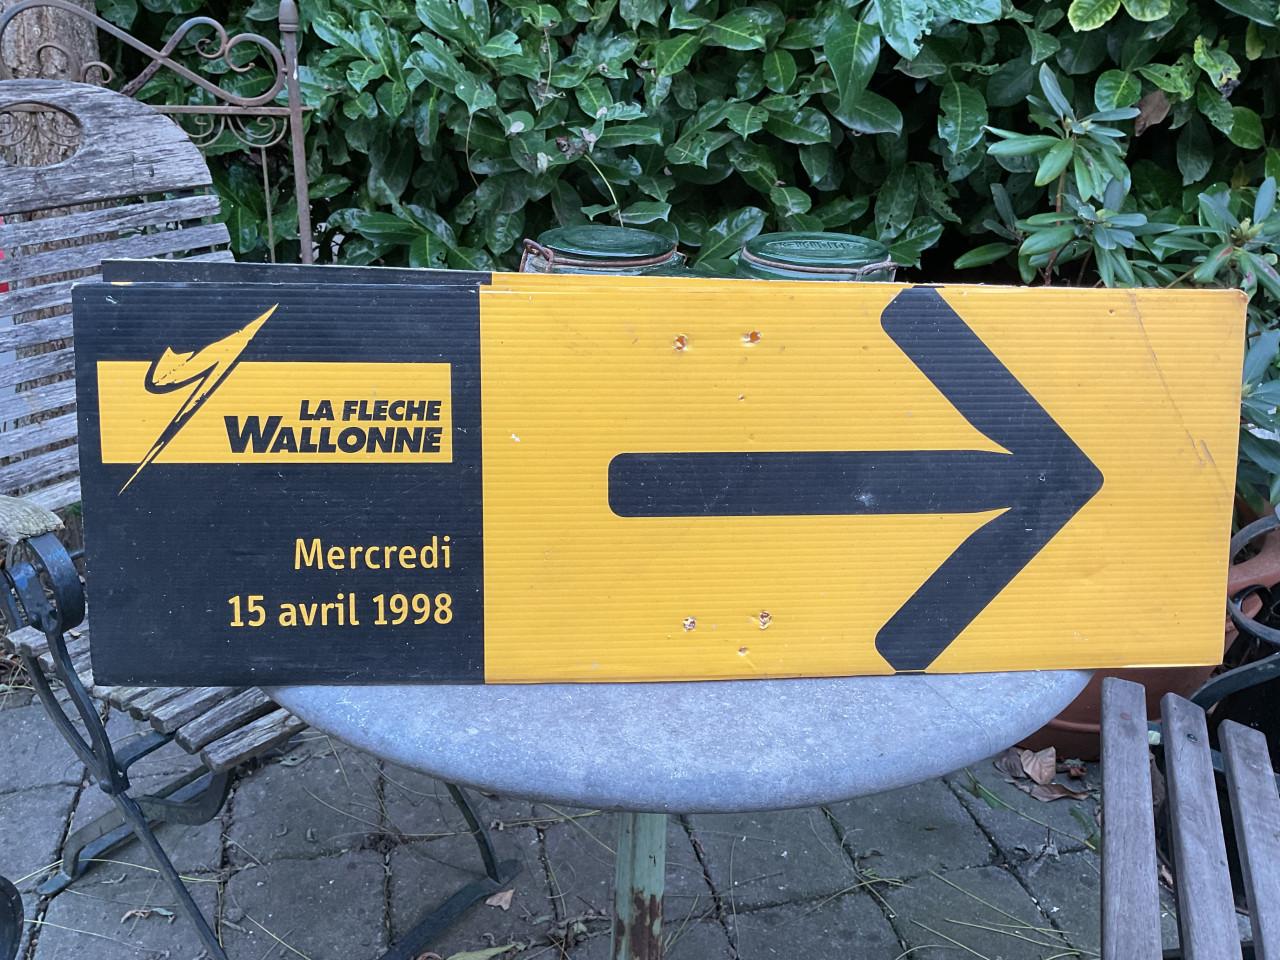 LA FLECHE
WALLONNE
Mercredi
15 avril 1998